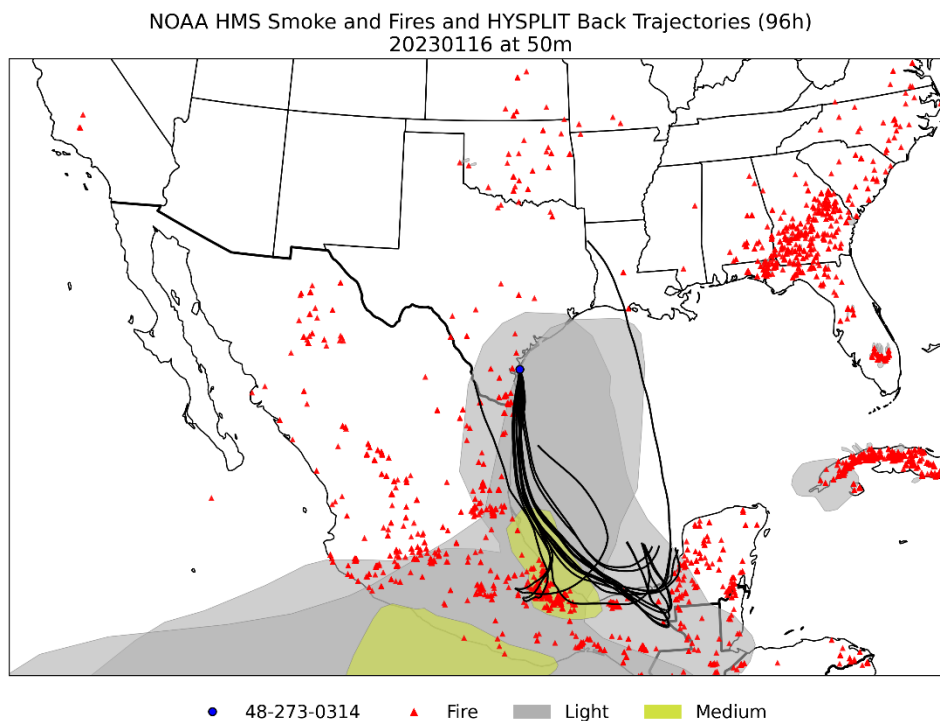 NOAA HMS Smoke and Fires and HYSPLIT Back Trajectories (96h)
20230116 at 50m
48-273-0314 Fire Light Medium